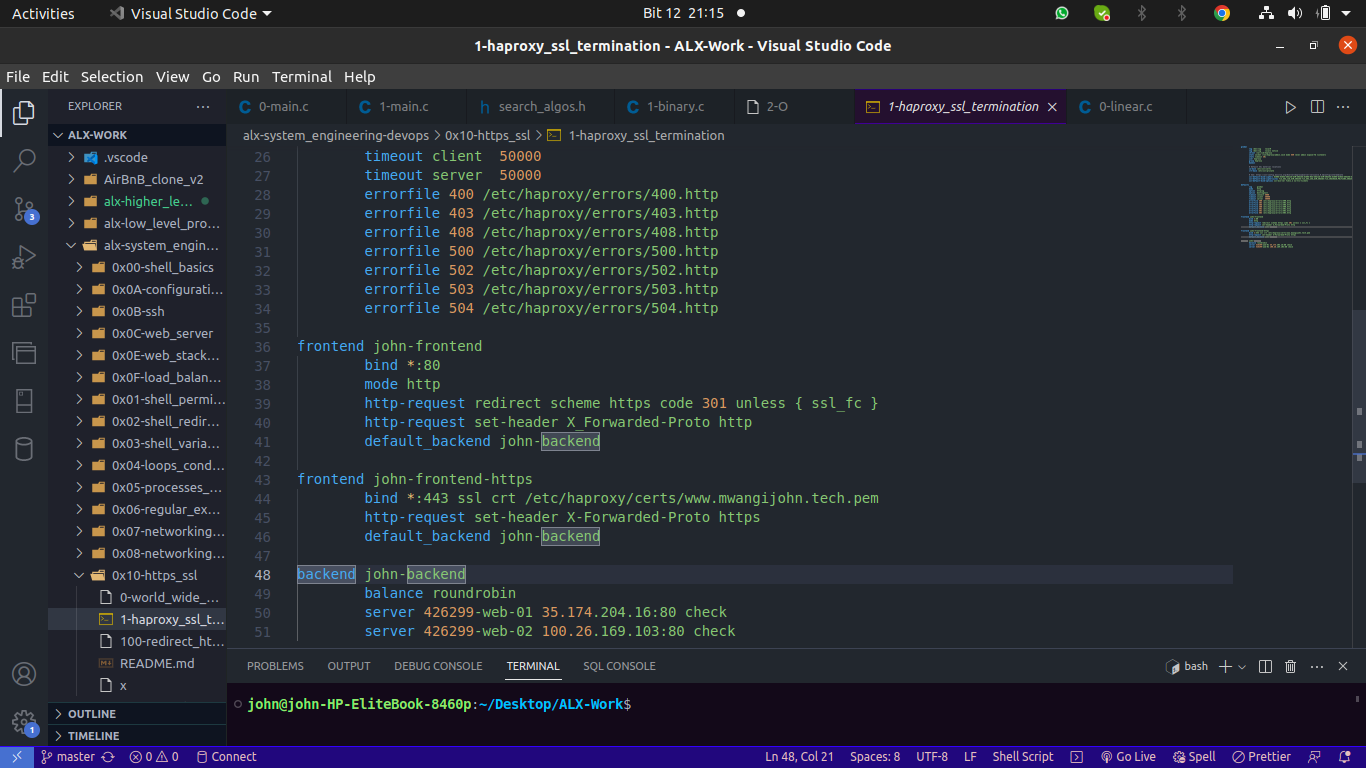 Activities Visual Studio Code Bit 12 21:15
1-haproxy_ssl_termination - ALX-Work - Visual Studio Code
File Edit Selection View Go Run Terminal Help
EXPLORER ··· 0-main.c 1-main.c search_algos.h 1-binary.c 2-O 1-haproxy_ssl_termination 0-linear.c
ALX-WORK
alx-system_engineering-devops > 0x10-https_ssl > 1-haproxy_ssl_termination
.vscode
AirBnB_clone_v2
alx-higher_le...
alx-low_level_pro...
alx-system_engin...
0x00-shell_basics
0x0A-configurati...
0x0B-ssh
0x0C-web_server
0x0E-web_stack...
0x0F-load_balan...
0x01-shell_permi...
0x02-shell_redir...
0x03-shell_varia...
0x04-loops_cond...
0x05-processes_...
0x06-regular_ex...
0x07-networking...
0x08-networking...
0x10-https_ssl
0-world_wide_...
1-haproxy_ssl_t...
100-redirect_ht...
README.md
x
OUTLINE
TIMELINE
3
1
26 timeout client 50000
27 timeout server 50000
28 errorfile 400 /etc/haproxy/errors/400.http
29 errorfile 403 /etc/haproxy/errors/403.http
30 errorfile 408 /etc/haproxy/errors/408.http
31 errorfile 500 /etc/haproxy/errors/500.http
32 errorfile 502 /etc/haproxy/errors/502.http
33 errorfile 503 /etc/haproxy/errors/503.http
34 errorfile 504 /etc/haproxy/errors/504.http
35
36 frontend john-frontend
37 bind *:80
38 mode http
39 http-request redirect scheme https code 301 unless { ssl_fc }
40 http-request set-header X_Forwarded-Proto http
41 default_backend john-backend
42
43 frontend john-frontend-https
44 bind *:443 ssl crt /etc/haproxy/certs/www.mwangijohn.tech.pem
45 http-request set-header X-Forwarded-Proto https
46 default_backend john-backend
47
48 backend john-backend
49 balance roundrobin
50 server 426299-web-01 35.174.204.16:80 check
51 server 426299-web-02 100.26.169.103:80 check
PROBLEMS OUTPUT DEBUG CONSOLE TERMINAL SQL CONSOLE bash
john@john-HP-EliteBook-8460p:~/Desktop/ALX-Work$
master 0 0 Connect Ln 48, Col 21 Spaces: 8 UTF-8 LF Shell Script Go Live Spell Prettier